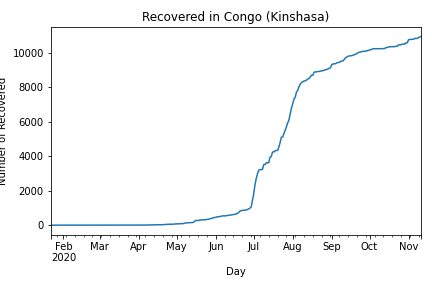 Recovered in Congo (Kinshasa)
Number of Recovered
10000
8000
6000
4000
2000
0
Feb Mar Apr May Jun Jul Aug Sep Oct Nov
2020
Day